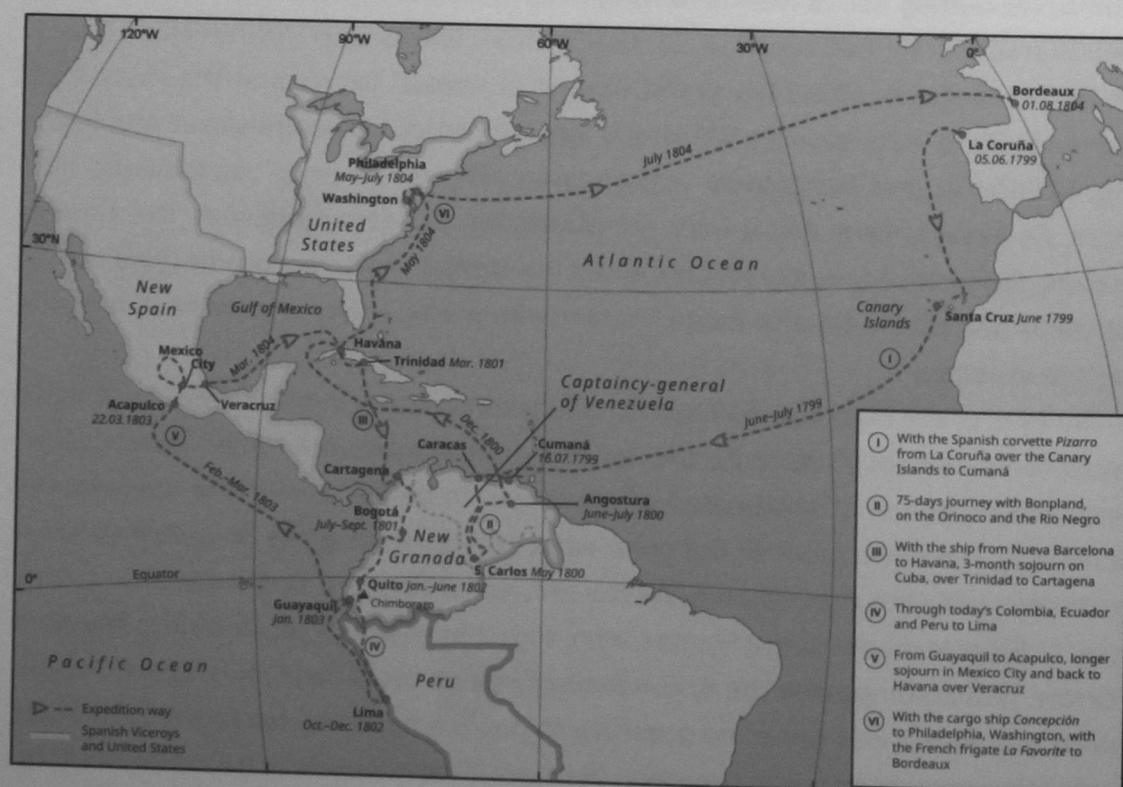 120°W
90°W
60°W
30°W
0°
Bordeaux
01.08.1804
La Coruña
05.06.1799
July 1804
Philadelphia
May–July 1804
Washington
VI
United
States
May 1804
30°N
Atlantic Ocean
New
Spain
Gulf of Mexico
Canary
Islands
Santa Cruz June 1799
Mexico
City
Mar. 1804
Havana
Trinidad Mar. 1801
I
Captaincy-general
of Venezuela
Acapulco
22.03.1803
Veracruz
V
III
Dec. 1800
June–July 1799
Caracas
Cumaná
16.07.1799
Cartagena
Feb.–Mar. 1803
Angostura
June–July 1800
Bogotá
July–Sept. 1801
II
New
Granada
S. Carlos May 1800
0°
Equator
Quito Jan.–June 1802
Chimborazo
Guayaquil
Jan. 1803
IV
Pacific Ocean
Peru
Lima
Oct.–Dec. 1802
Expedition way
Spanish Viceroys
and United States
I With the Spanish corvette Pizarro
from La Coruña over the Canary
Islands to Cumaná
II 75-days journey with Bonpland,
on the Orinoco and the Rio Negro
III With the ship from Nueva Barcelona
to Havana, 3-month sojourn on
Cuba, over Trinidad to Cartagena
IV Through today's Colombia, Ecuador
and Peru to Lima
V From Guayaquil to Acapulco, longer
sojourn in Mexico City and back to
Havana over Veracruz
VI With the cargo ship Concepción
to Philadelphia, Washington, with
the French frigate La Favorite to
Bordeaux